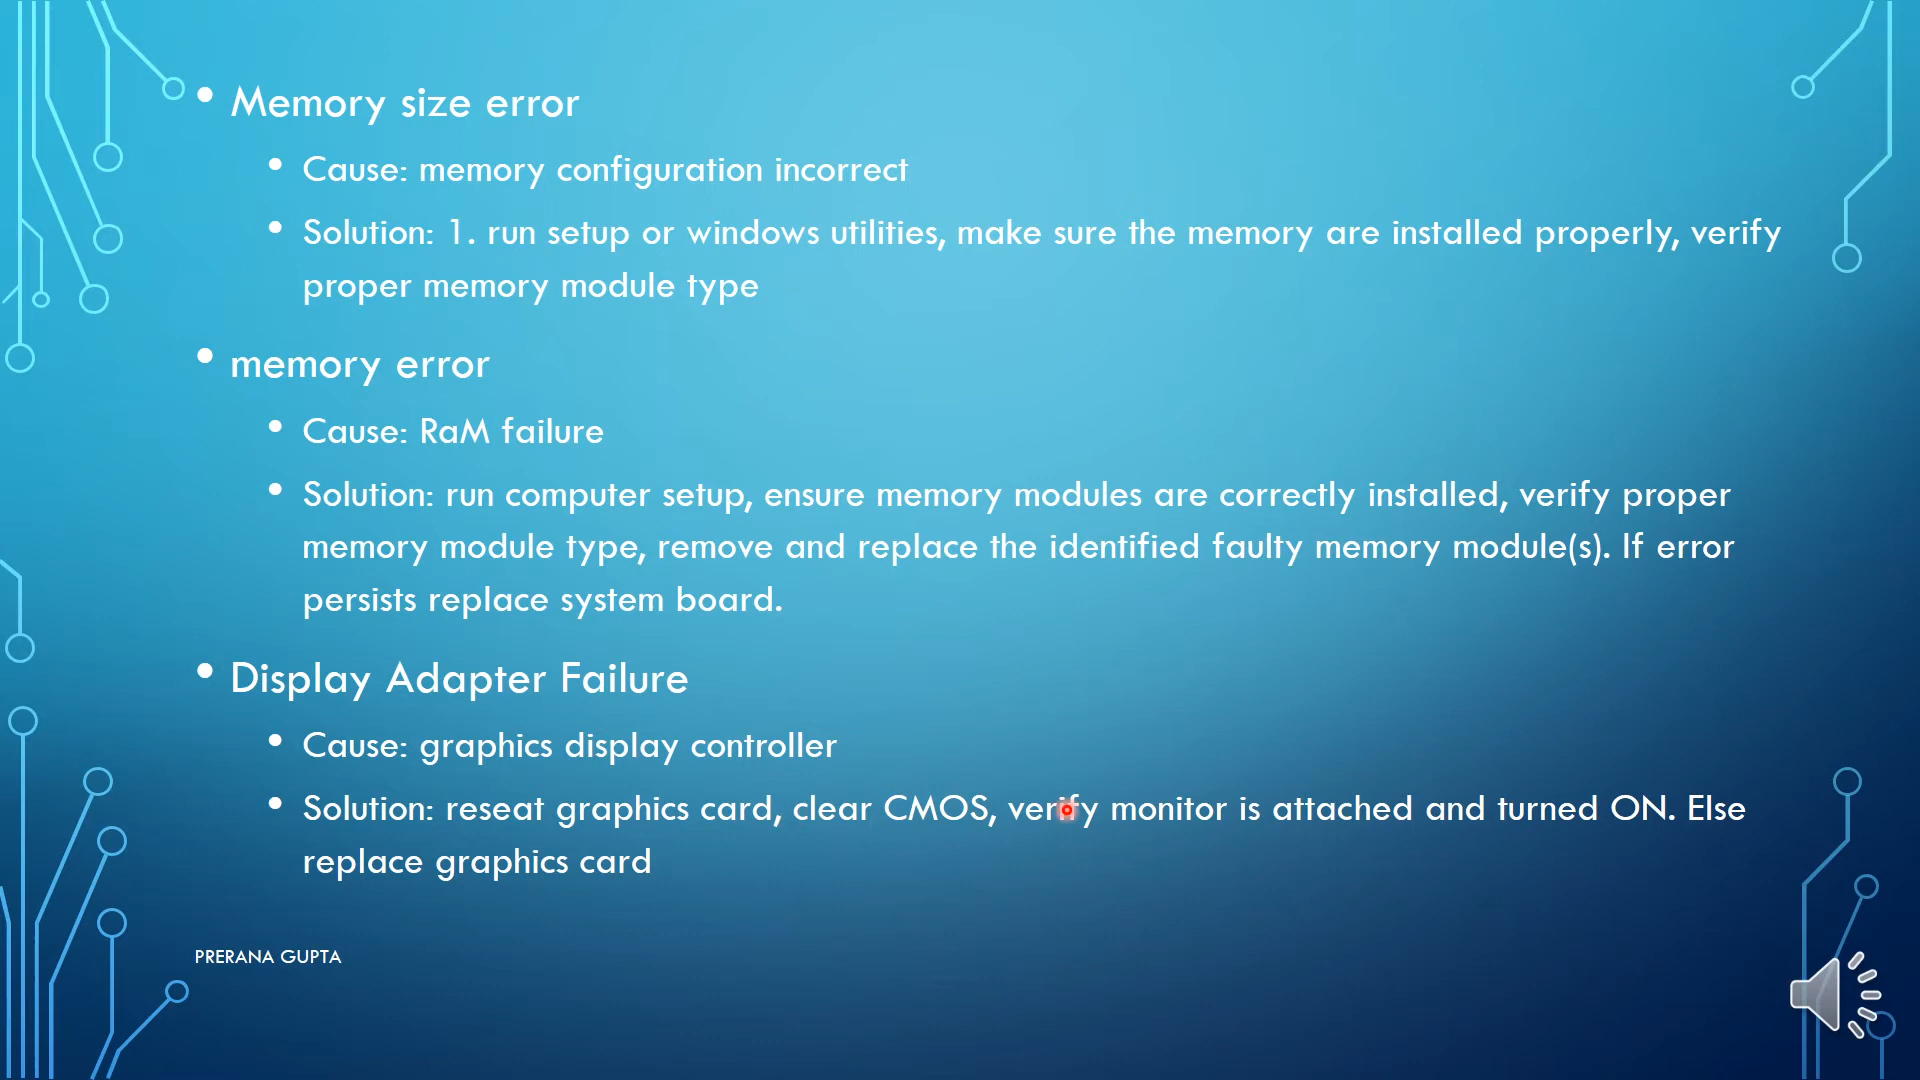 • Memory size error
• Cause: memory configuration incorrect
• Solution: 1. run setup or windows utilities, make sure the memory are installed properly, verify
proper memory module type
• memory error
• Cause: RaM failure
• Solution: run computer setup, ensure memory modules are correctly installed, verify proper
memory module type, remove and replace the identified faulty memory module(s). If error
persists replace system board.
• Display Adapter Failure
• Cause: graphics display controller
• Solution: reseat graphics card, clear CMOS, verify monitor is attached and turned ON. Else
replace graphics card
PRERANA GUPTA